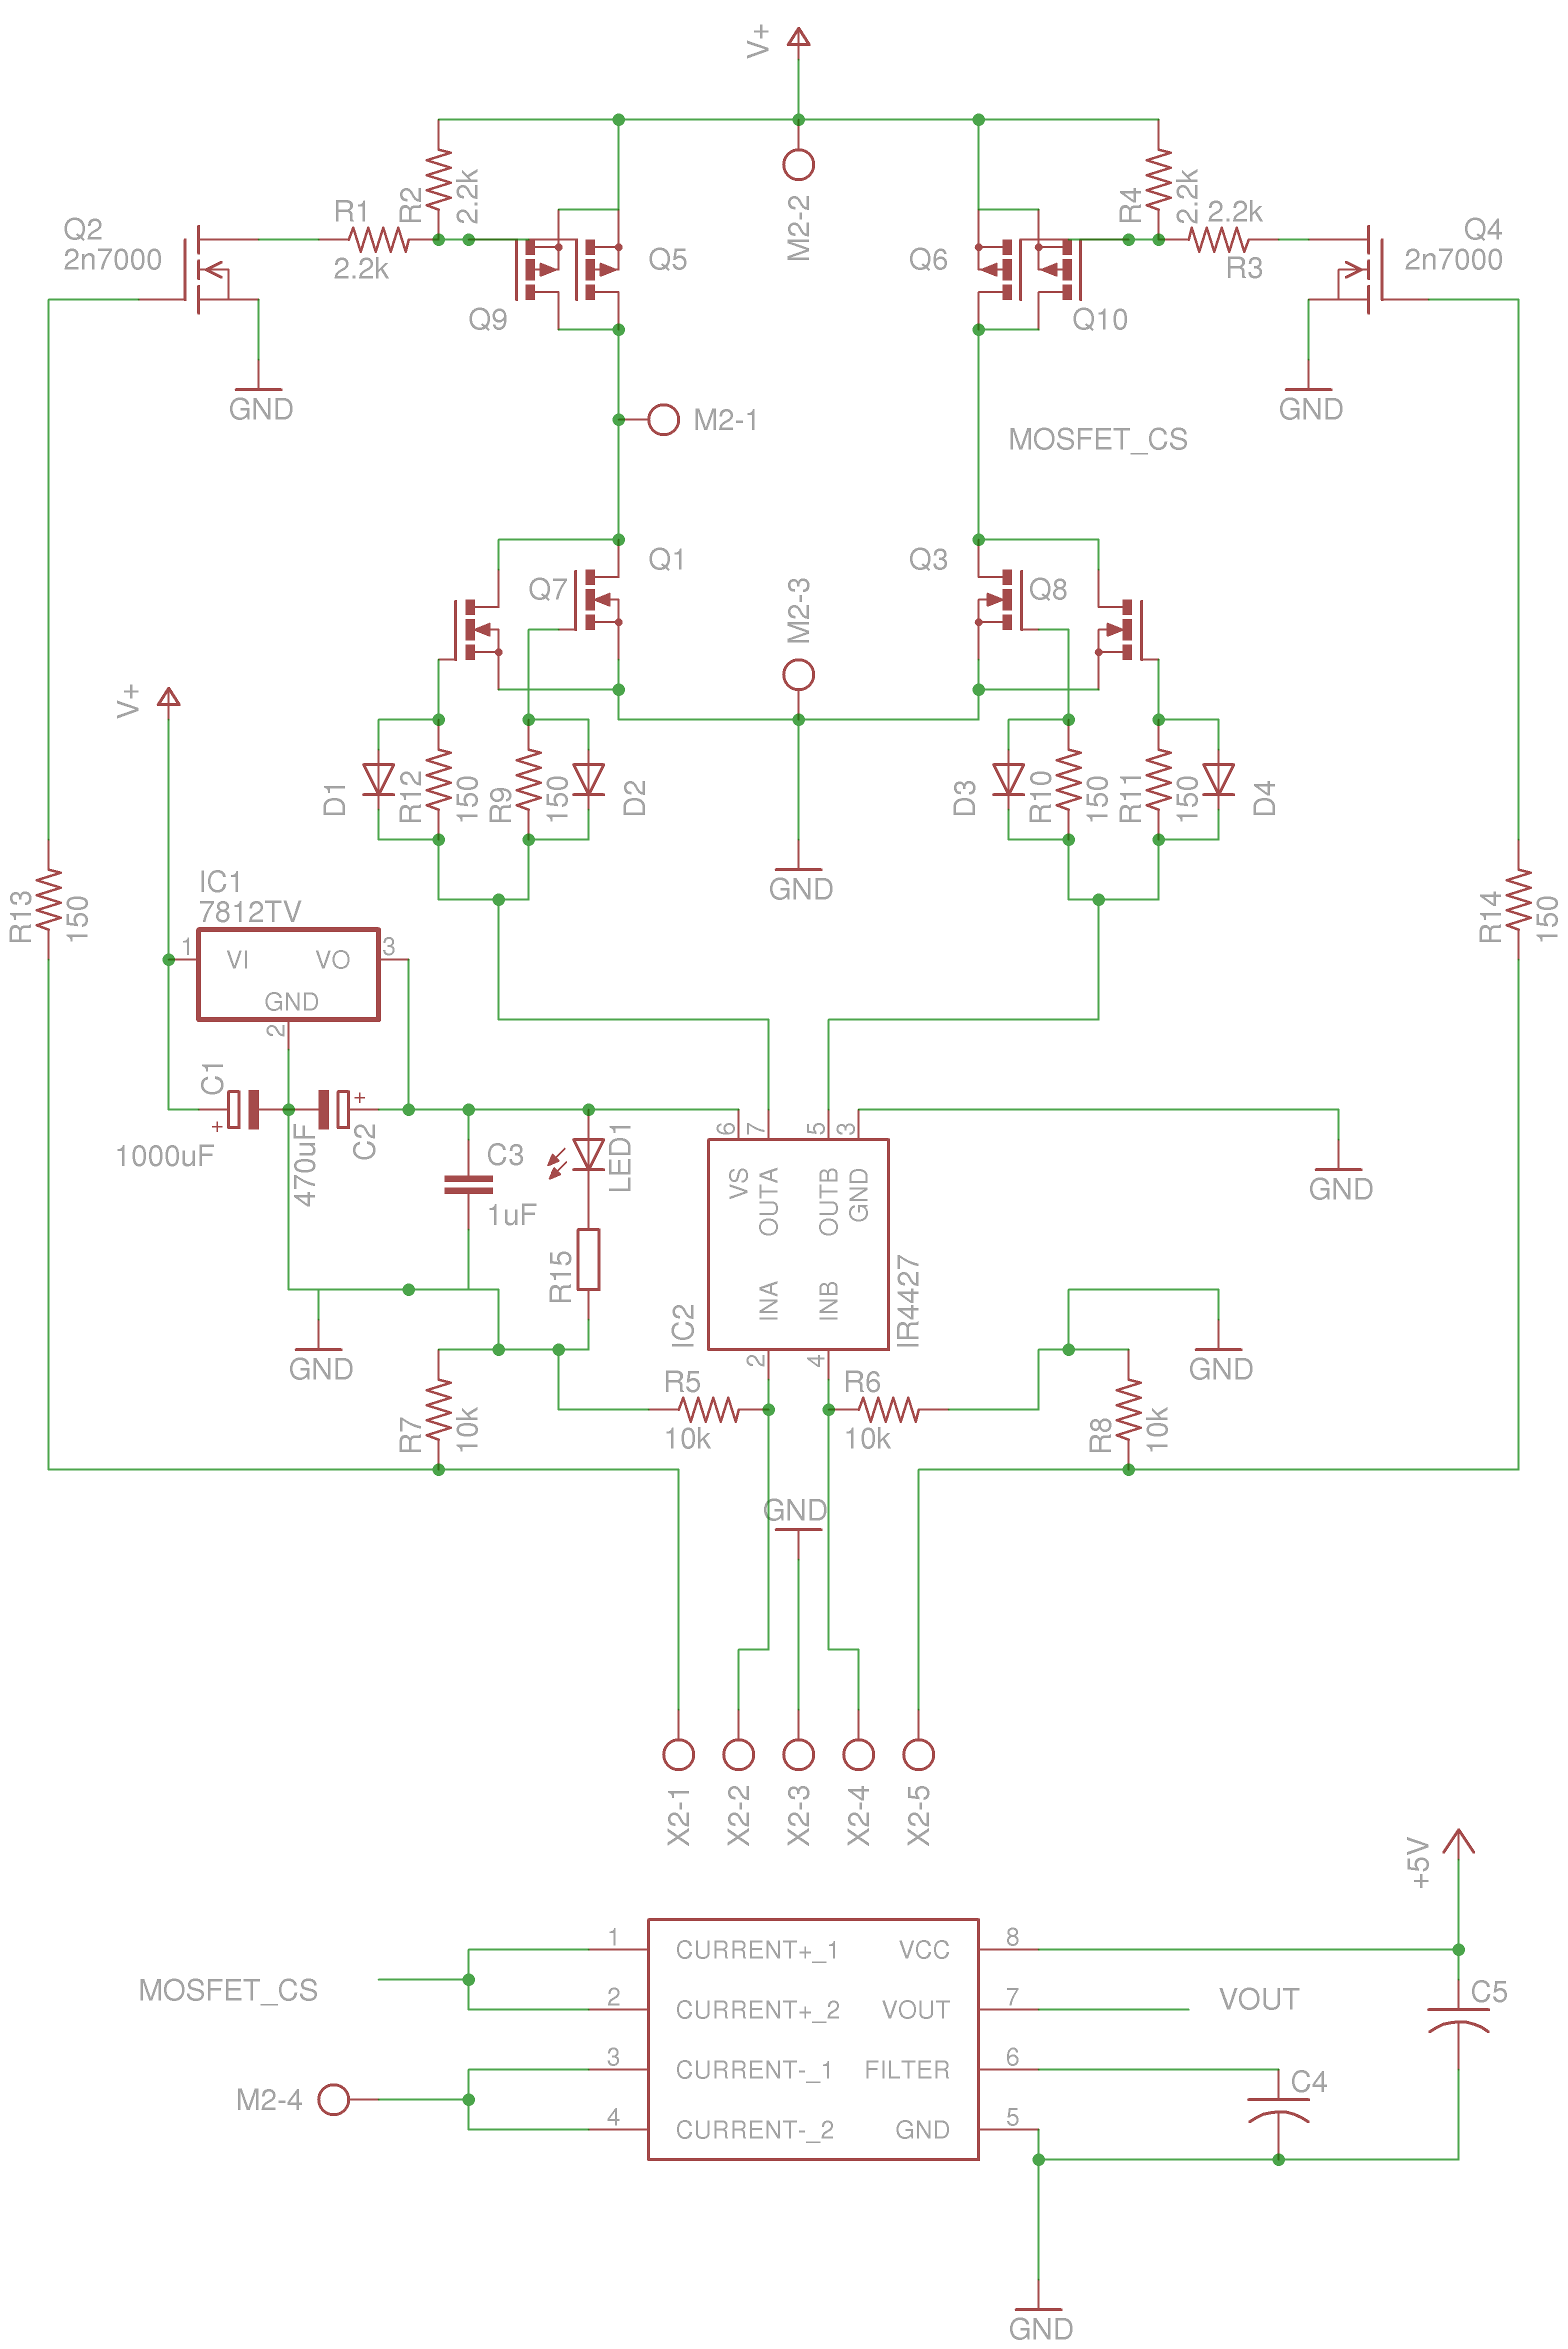 V+
M2-2
Q2
2n7000
R1
2.2k
R2
2.2k
Q5
Q9
GND
M2-1
Q6
Q10
R4
2.2k
2.2k
R3
Q4
2n7000
GND
MOSFET_CS
Q1
Q7
Q3
Q8
M2-3
GND
V+
D1
R12
150
R9
150
D2
D3
R10
150
R11
150
D4
R13
150
R14
150
IC1
7812TV
1
VI
VO
3
GND
2
C1
1000uF
470uF
C2
+
+
C3
1uF
LED1
R15
GND
6
7
5
3
VS
OUTA
OUTB
GND
INA
INB
IC2
IR4427
2
4
GND
GND
R7
10k
R5
10k
R6
10k
R8
10k
GND
X2-1
X2-2
X2-3
X2-4
X2-5
+5V
MOSFET_CS
M2-4
1
CURRENT+_1
VCC
8
2
CURRENT+_2
VOUT
7
VOUT
3
CURRENT-_1
FILTER
6
4
CURRENT-_2
GND
5
C5
C4
GND